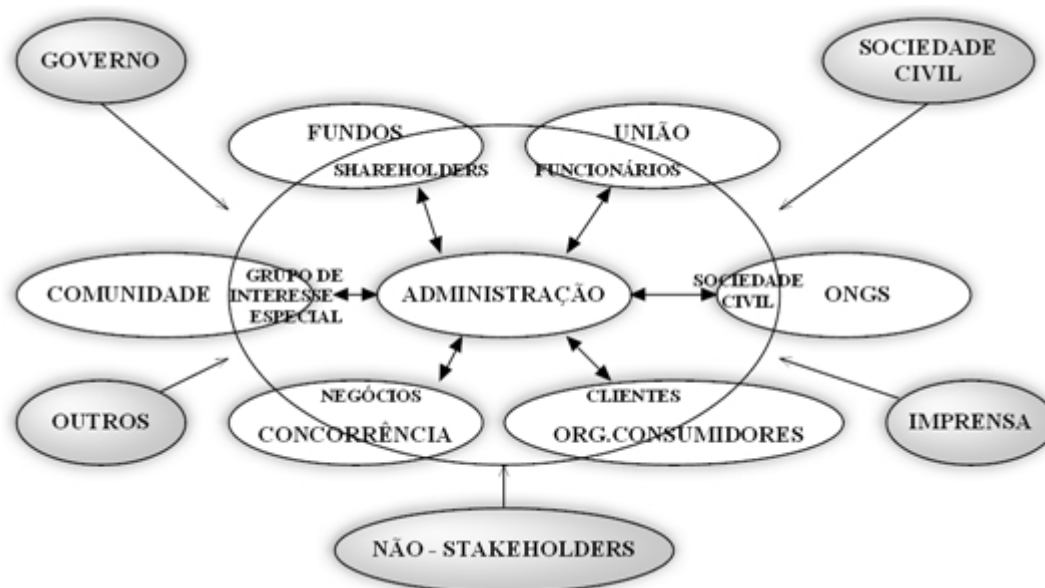 GOVERNO
SOCIEDADE
CIVIL
FUNDOS
SHAREHOLDERS
UNIÃO
FUNCIONÁRIOS
COMUNIDADE
GRUPO DE
INTERESSE
ESPECIAL
ADMINISTRAÇÃO
SOCIEDADE
CIVIL
ONGS
OUTROS
NEGÓCIOS
CONCORRÊNCIA
CLIENTES
ORG.CONSUMIDORES
IMPRENSA
NÃO - STAKEHOLDERS